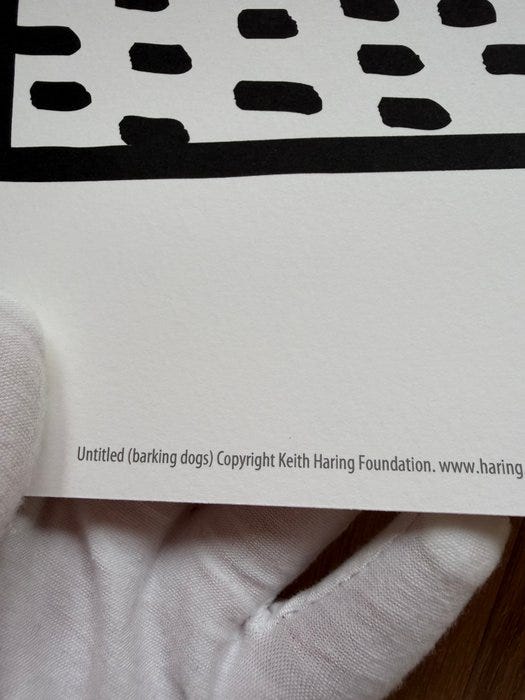 Untitled (barking dogs) Copyright Keith Haring Foundation. www.haring